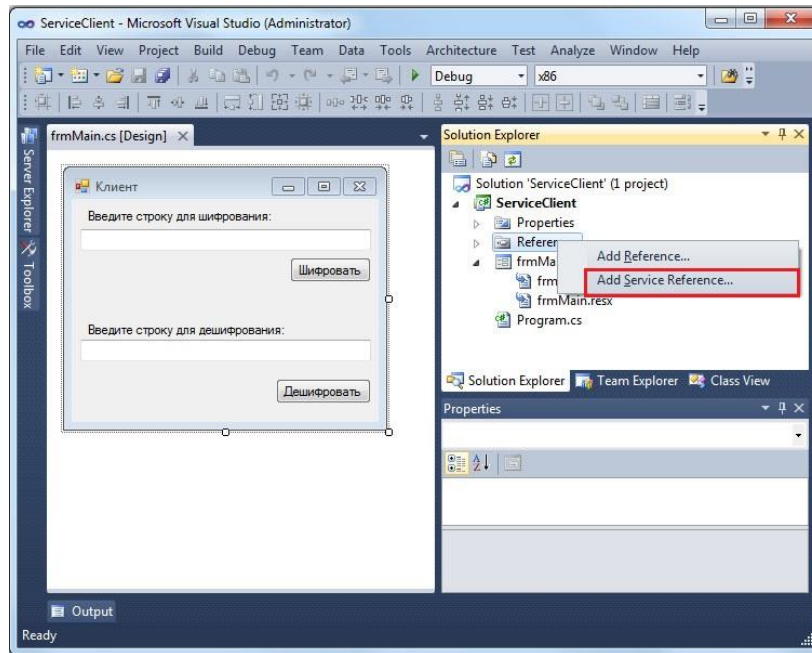 ServiceClient - Microsoft Visual Studio (Administrator)
File Edit View Project Build Debug Team Data Tools Architecture Test Analyze Window Help
Debug x86
frmMain.cs [Design]
Server Explorer
Toolbox
Клиент
Введите строку для шифрования:
Шифровать
Введите строку для дешифрования:
Дешифровать
Solution Explorer
Solution 'ServiceClient' (1 project)
ServiceClient
Properties
Referen
frmMa
frm
frmMain.resx
Program.cs
Add Reference...
Add Service Reference...
Solution Explorer Team Explorer Class View
Properties
Output
Ready